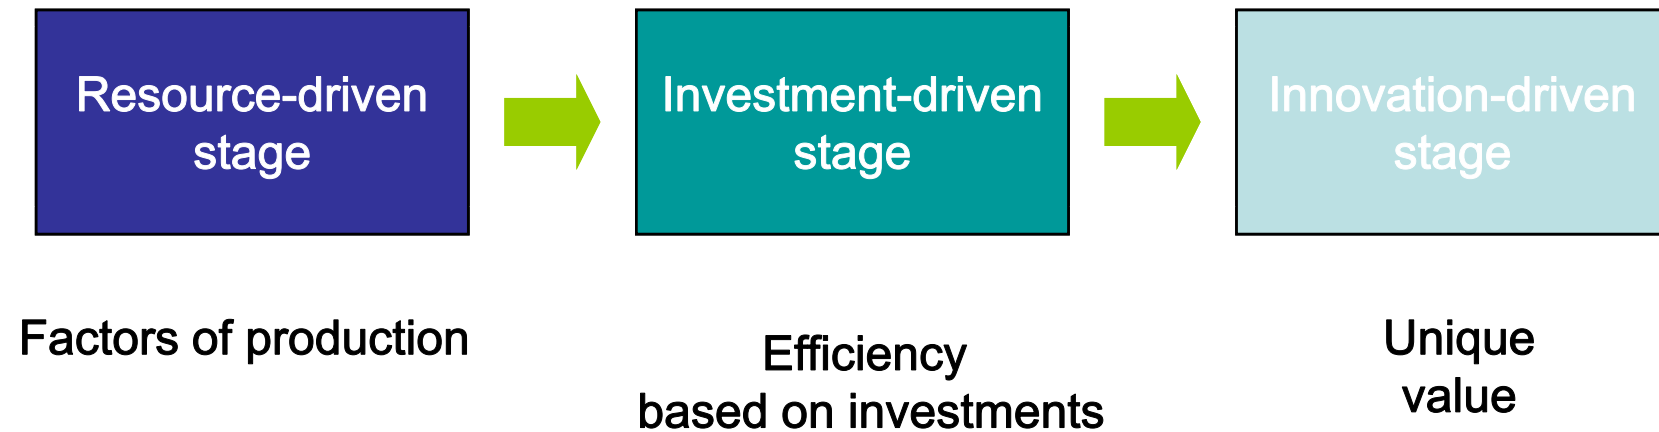 Resource-driven
stage
Investment-driven
stage
Innovation-driven
stage
Factors of production
Efficiency
based on investments
Unique
value